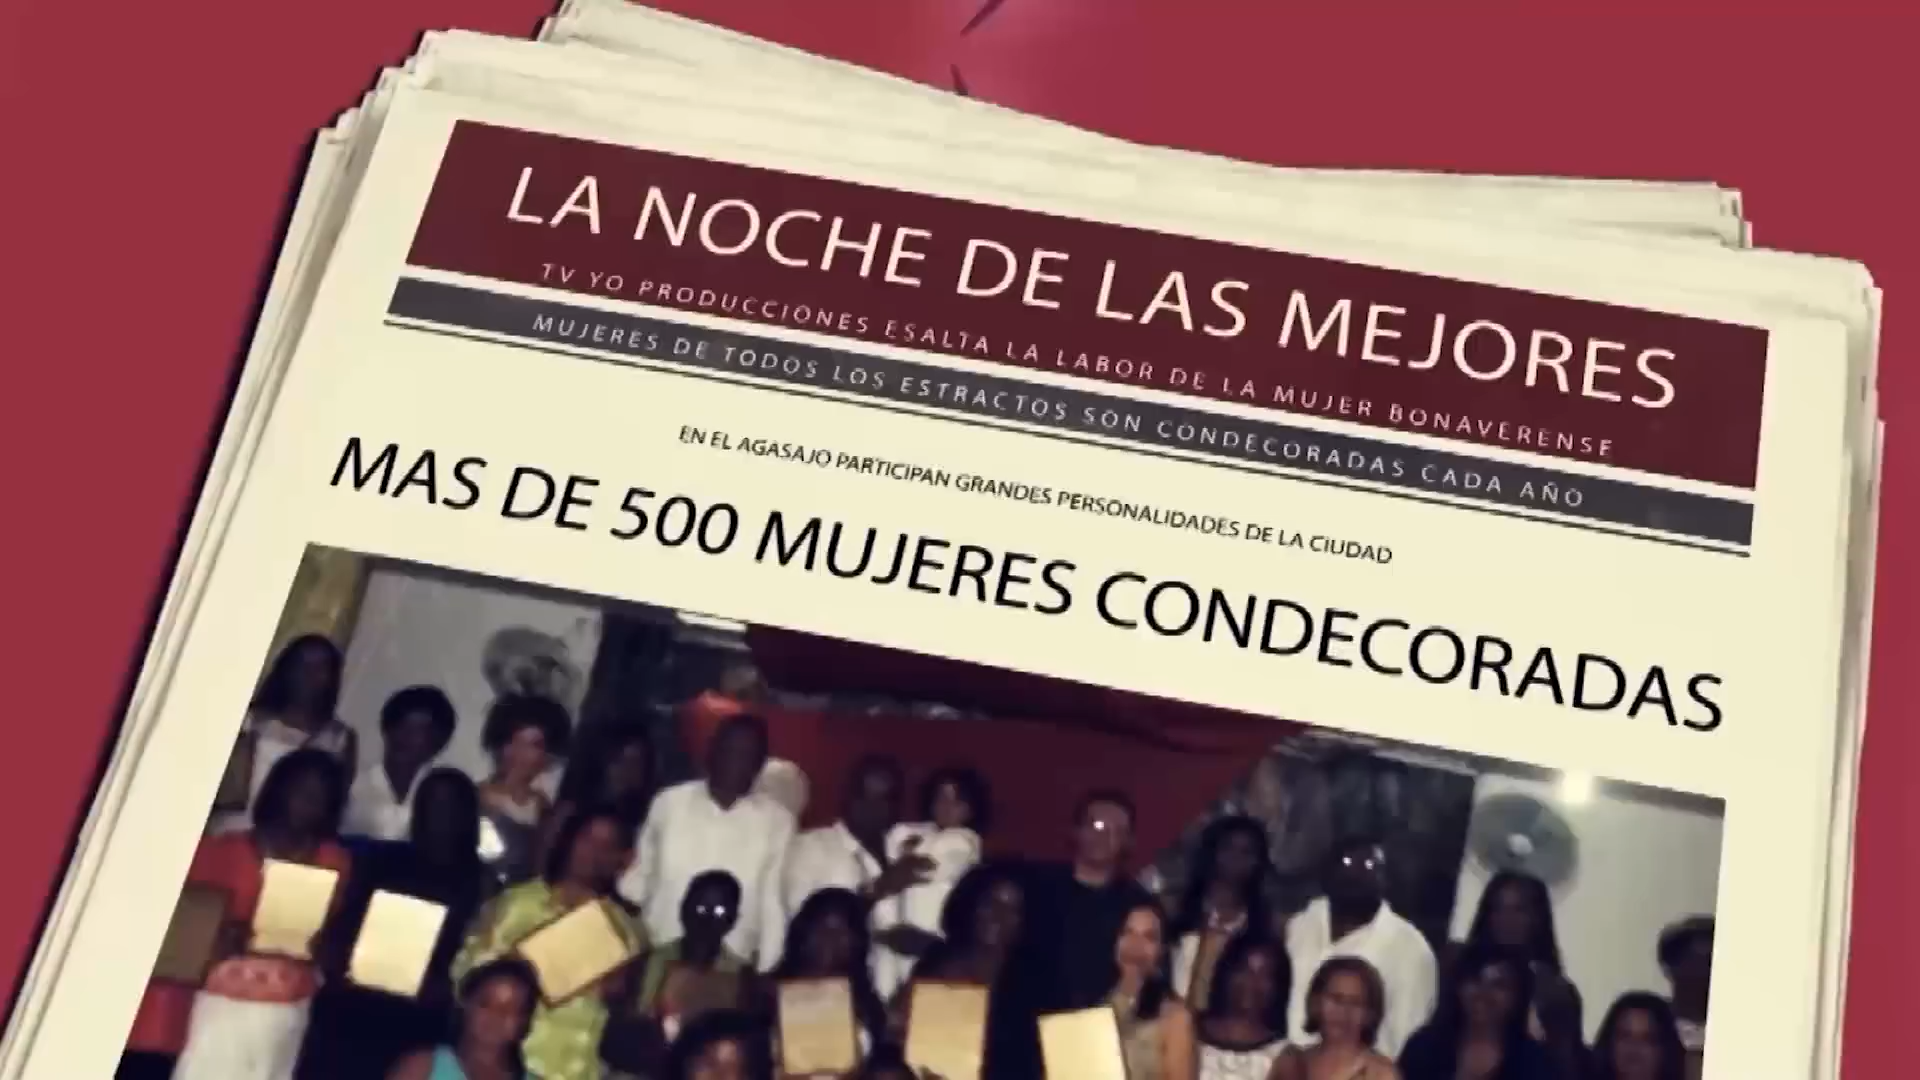 LA NOCHE DE LAS MEJORES
TV YO PRODUCCIONES ESALTA LA LABOR DE LA MUJER BONAVERENSE
MUJERES DE TODOS LOS ESTRACTOS SON CONDECORADAS CADA AÑO
EN EL AGASAJO PARTICIPAN GRANDES PERSONALIDADES DE LA CIUDAD
MAS DE 500 MUJERES CONDECORADAS